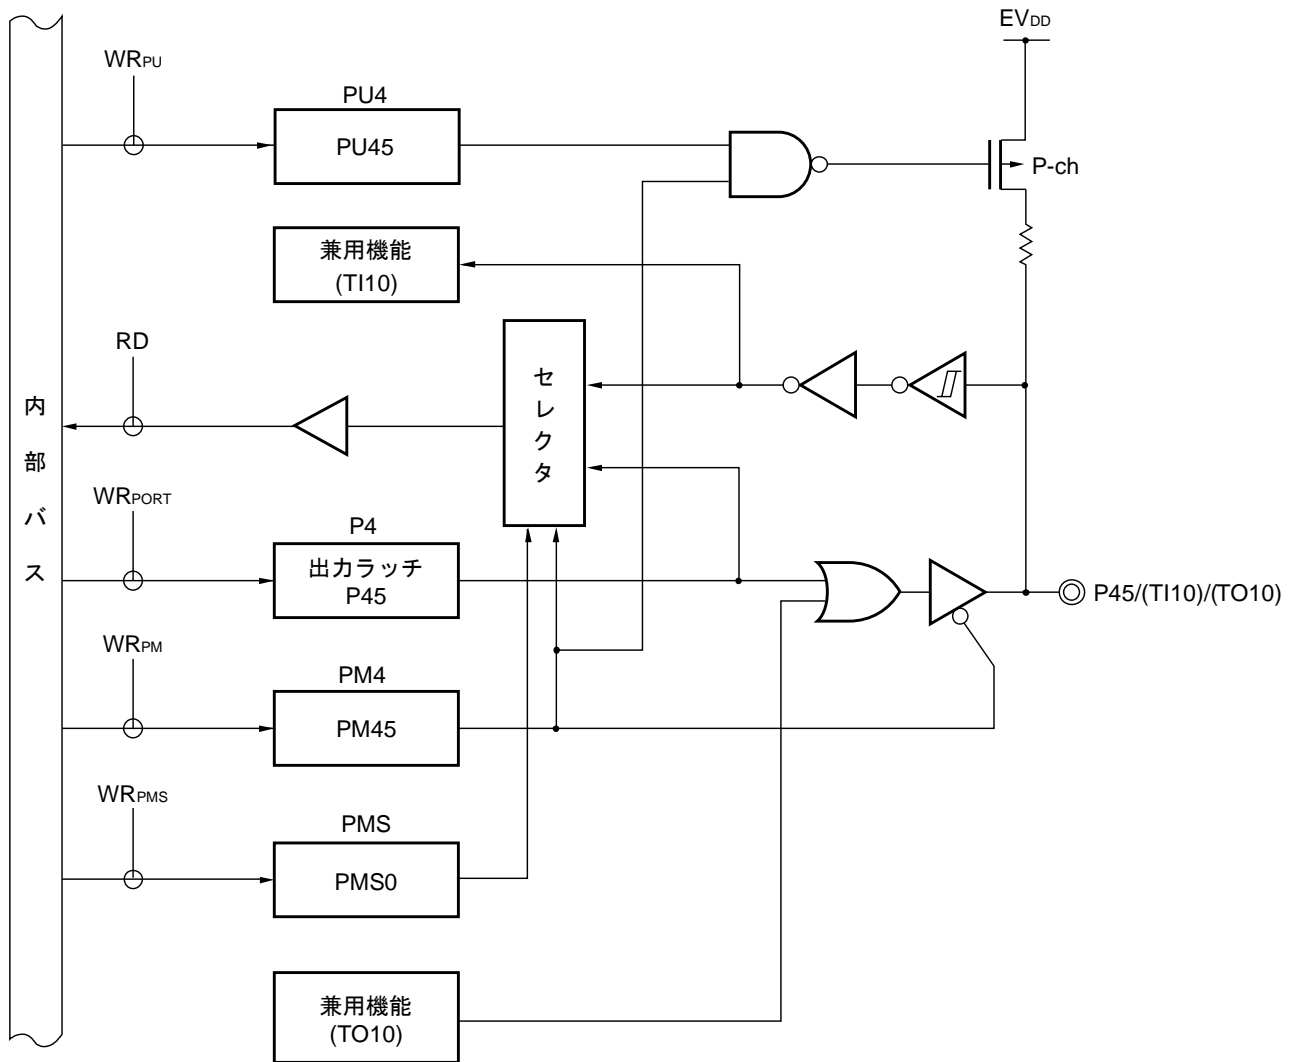 EVDD
WRPU
PU4
PU45
P-ch
兼用機能
(TI10)
RD
セレクタ
内部バス
WRPORT
P4
出力ラッチ
P45
P45/(TI10)/(TO10)
WRPM
PM4
PM45
WRPMS
PMS
PMS0
兼用機能
(TO10)